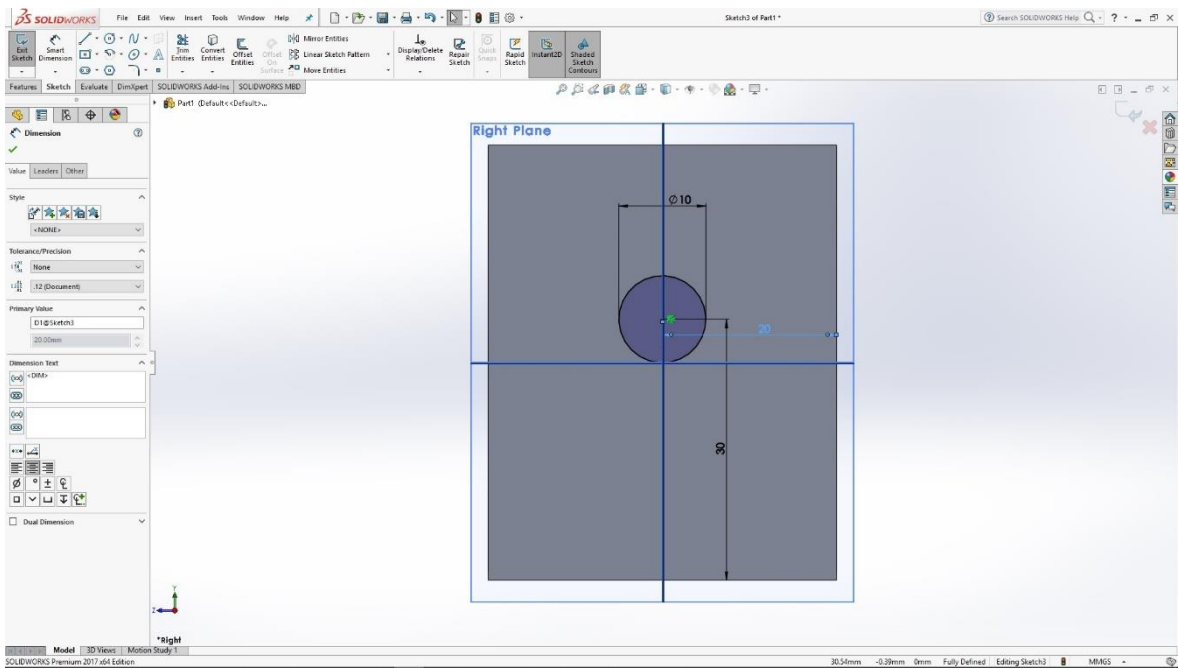 SOLIDWORKS File Edit View Insert Tools Window Help Sketch3 of Part1 * Search SOLIDWORKS Help
Exit Sketch Smart Dimension Trim Entities Convert Entities Offset Entities Offset On Surface Mirror Entities Linear Sketch Pattern Move Entities Display/Delete Relations Repair Sketch Quick Snaps Rapid Sketch Instant2D Shaded Sketch Contours
Features Sketch Evaluate DimXpert SOLIDWORKS Add-Ins SOLIDWORKS MBD
Part1 (Default<<Default>...
Dimension
Value Leaders Other
Style
<NONE>
Tolerance/Precision
None
.12 (Document)
Primary Value
D1@Sketch3
20.00mm
Dimension Text
<DIM>
Dual Dimension
Right Plane
Ø10
20
30
Y
Z
*Right
Model 3D Views Motion Study 1
SOLIDWORKS Premium 2017 x64 Edition 30.54mm -0.39mm 0mm Fully Defined Editing Sketch3 MMGS